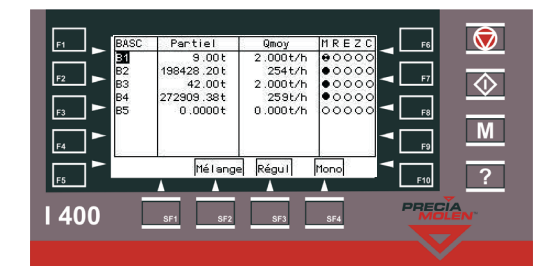 F1
F2
F3
F4
F5
BASC Partiel Qmoy M R E Z C
B1 9.00t 2.000t/h
B2 198428.20t 254t/h
B3 42.00t 2.000t/h
B4 272909.38t 259t/h
B5 0.0000t 0.000t/h
Mélange Régul Mono
F6
F7
F8
F9
F10
M
?
I 400
SF1 SF2 SF3 SF4
PRECIA
MOLEN